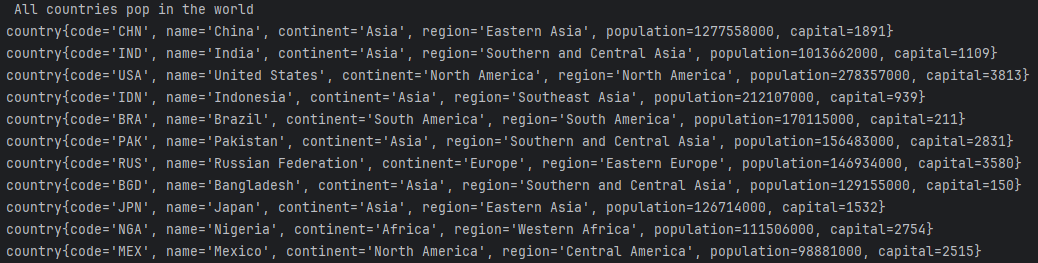 All countries pop in the world
country{code='CHN', name='China', continent='Asia', region='Eastern Asia', population=1277558000, capital=1891}
country{code='IND', name='India', continent='Asia', region='Southern and Central Asia', population=1013662000, capital=1109}
country{code='USA', name='United States', continent='North America', region='North America', population=278357000, capital=3813}
country{code='IDN', name='Indonesia', continent='Asia', region='Southeast Asia', population=212107000, capital=939}
country{code='BRA', name='Brazil', continent='South America', region='South America', population=170115000, capital=211}
country{code='PAK', name='Pakistan', continent='Asia', region='Southern and Central Asia', population=156483000, capital=2831}
country{code='RUS', name='Russian Federation', continent='Europe', region='Eastern Europe', population=146934000, capital=3580}
country{code='BGD', name='Bangladesh', continent='Asia', region='Southern and Central Asia', population=129155000, capital=150}
country{code='JPN', name='Japan', continent='Asia', region='Eastern Asia', population=126714000, capital=1532}
country{code='NGA', name='Nigeria', continent='Africa', region='Western Africa', population=111506000, capital=2754}
country{code='MEX', name='Mexico', continent='North America', region='Central America', population=98881000, capital=2515}